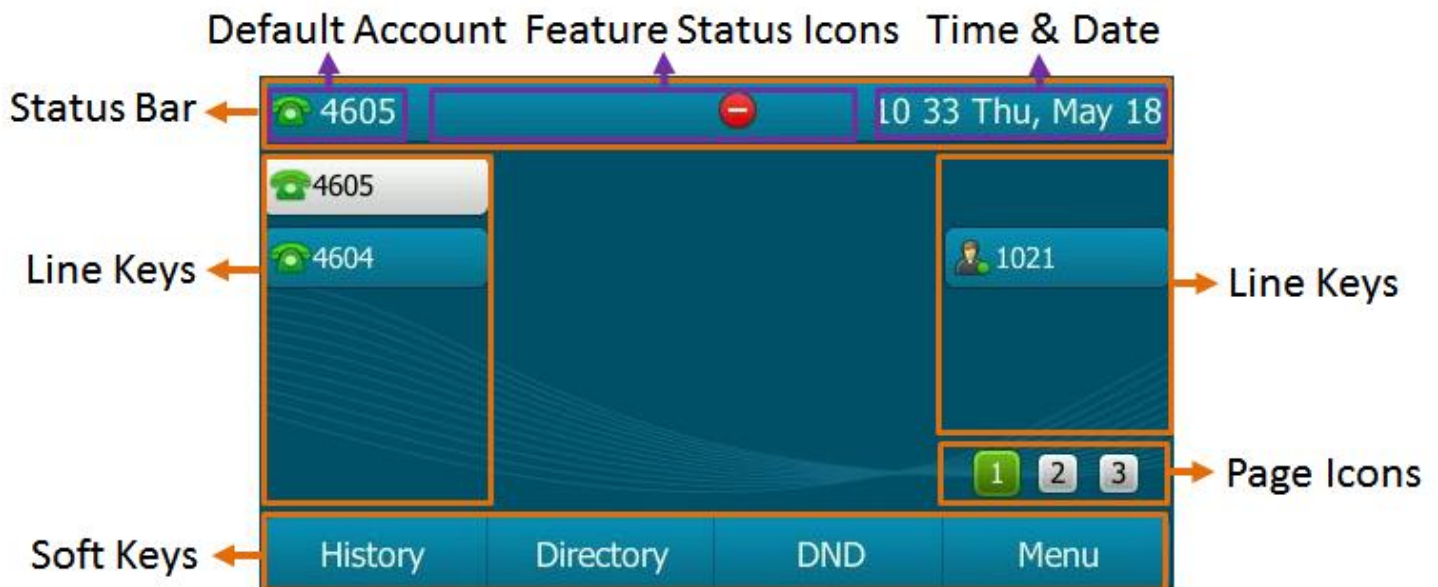 Default Account Feature Status Icons Time & Date
Status Bar 4605 10 33 Thu, May 18
4605
Line Keys 4604 1021 Line Keys
1 2 3 Page Icons
Soft Keys History Directory DND Menu